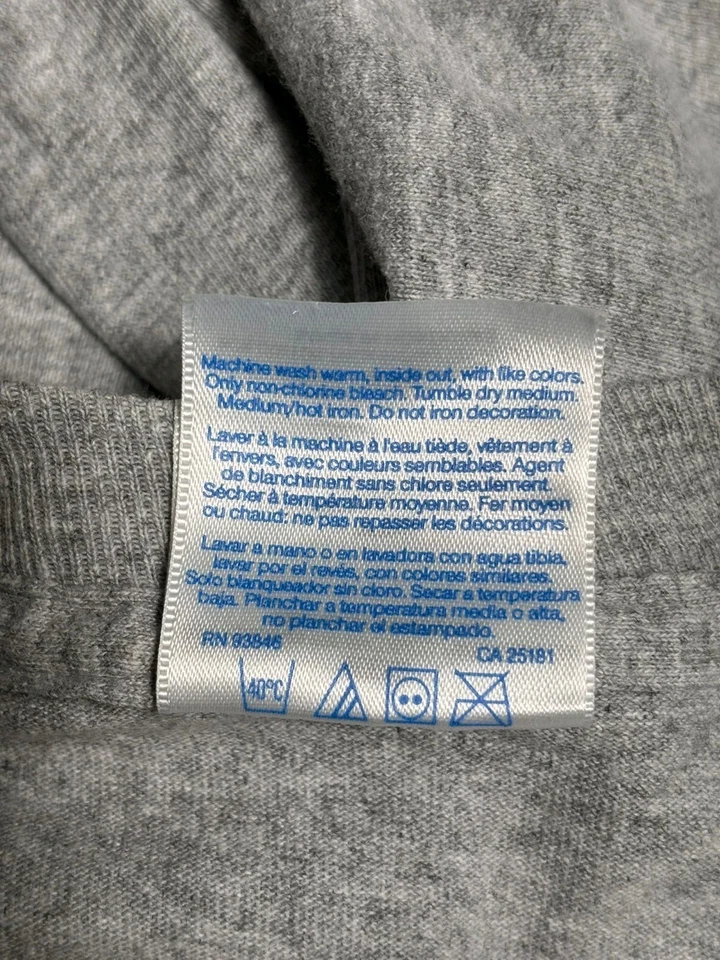 Machine wash warm, inside out, with like colors.
Only non-chlorine bleach. Tumble dry medium.
Medium/hot iron. Do not iron decoration.
Laver à la machine à l'eau tiède, vêtement à
l'envers, avec couleurs semblables. Agent
de blanchiment sans chlore seulement.
Sécher à température moyenne. Fer moyen
ou chaud: ne pas repasser les décorations.
Lavar a mano o en lavadora con agua tibia,
lavar por el revés, con colores similares.
Solo blanqueador sin cloro. Secar a temperatura
baja. Planchar a temperatura media o alta,
no planchar el estampado.
RN 93846 CA 25181
40°C